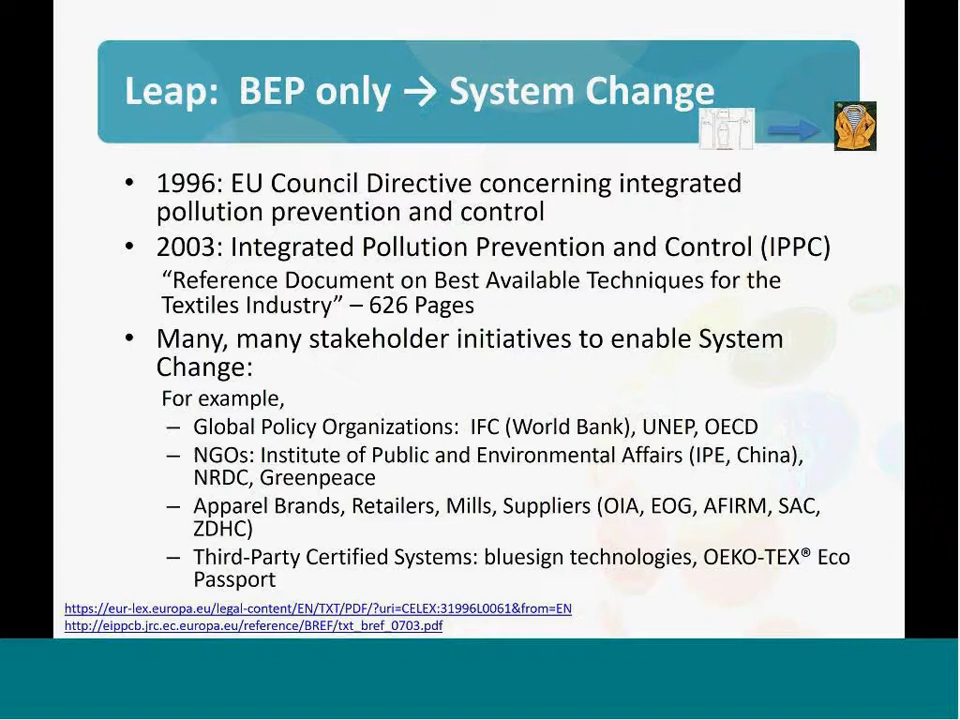 Leap: BEP only → System Change
• 1996: EU Council Directive concerning integrated
pollution prevention and control
• 2003: Integrated Pollution Prevention and Control (IPPC)
“Reference Document on Best Available Techniques for the
Textiles Industry” – 626 Pages
• Many, many stakeholder initiatives to enable System
Change:
For example,
– Global Policy Organizations: IFC (World Bank), UNEP, OECD
– NGOs: Institute of Public and Environmental Affairs (IPE, China),
NRDC, Greenpeace
– Apparel Brands, Retailers, Mills, Suppliers (OIA, EOG, AFIRM, SAC,
ZDHC)
– Third-Party Certified Systems: bluesign technologies, OEKO-TEX® Eco
Passport
https://eur-lex.europa.eu/legal-content/EN/TXT/PDF/?uri=CELEX:31996L0061&from=EN
http://eippcb.jrc.ec.europa.eu/reference/BREF/txt_bref_0703.pdf